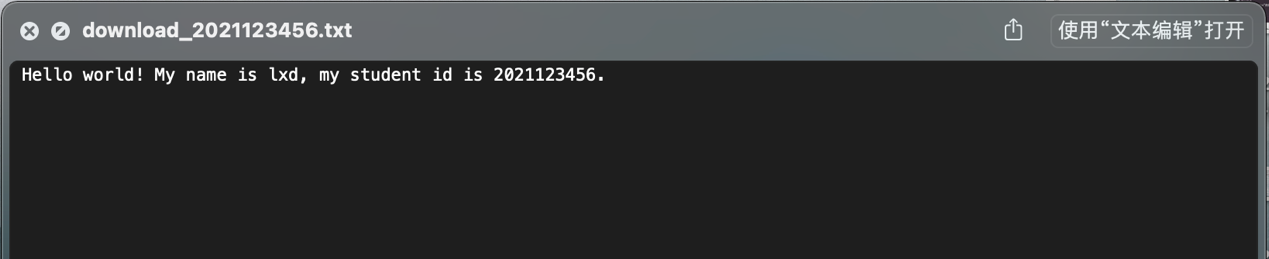 download_2021123456.txt
使用“文本编辑”打开
Hello world! My name is lxd, my student id is 2021123456.